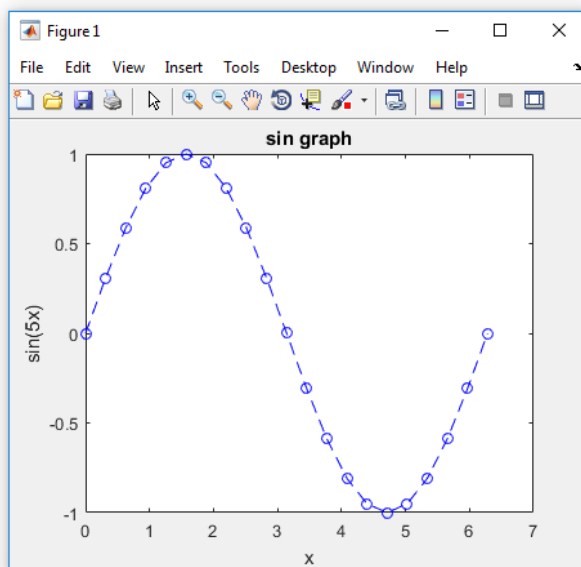 Figure 1
File Edit View Insert Tools Desktop Window Help
sin graph
1
0.5
0
-0.5
-1
sin(5x)
0 1 2 3 4 5 6 7
x